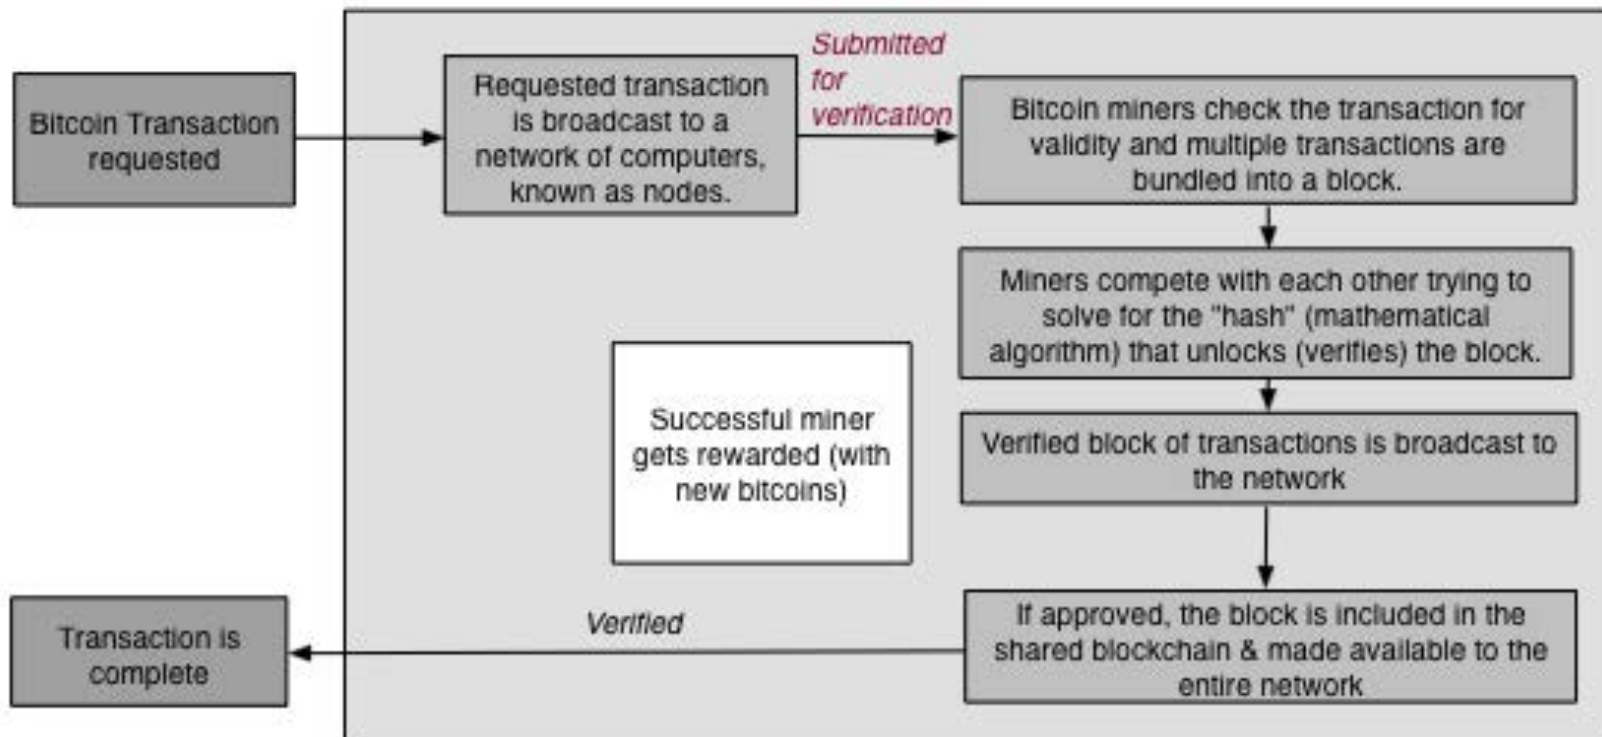 Bitcoin Transaction
requested
Requested transaction
is broadcast to a
network of computers,
known as nodes.
Submitted
for
verification
Bitcoin miners check the transaction for
validity and multiple transactions are
bundled into a block.
Miners compete with each other trying to
solve for the "hash" (mathematical
algorithm) that unlocks (verifies) the block.
Verified block of transactions is broadcast to
the network
Successful miner
gets rewarded (with
new bitcoins)
If approved, the block is included in the
shared blockchain & made available to the
entire network
Verified
Transaction is
complete